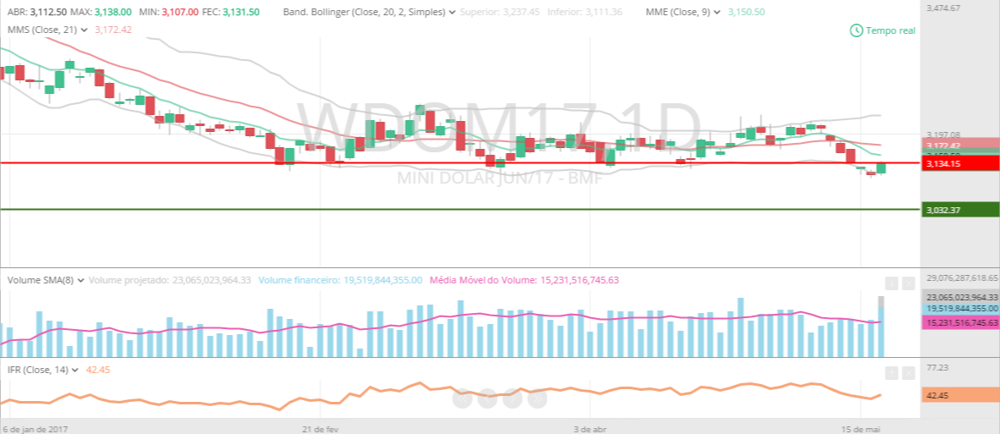 ABR: 3,112.50 MAX: 3,138.00 MIN: 3,107.00 FEC: 3,131.50 Band. Bollinger (Close, 20, 2, Simples) Superior: 3,237.45 Inferior: 3,111.36 MME (Close, 9) 3,150.50
3,474.67
MMS (Close, 21) 3,172.42
Tempo real
WDOM17, 1D
MINI DOLAR JUN/17 - BMF
3,197.08
3,172.42
3,134.15
3,032.37
Volume SMA(8) Volume projetado: 23,065,023,964.33 Volume financeiro: 19,519,844,355.00 Média Móvel do Volume: 15,231,516,745.63
29,076,287,618.65
23,065,023,964.33
19,519,844,355.00
15,231,516,745.63
IFR (Close, 14) 42.45
77.23
42.45
6 de jan de 2017 21 de fev 3 de abr 15 de mai